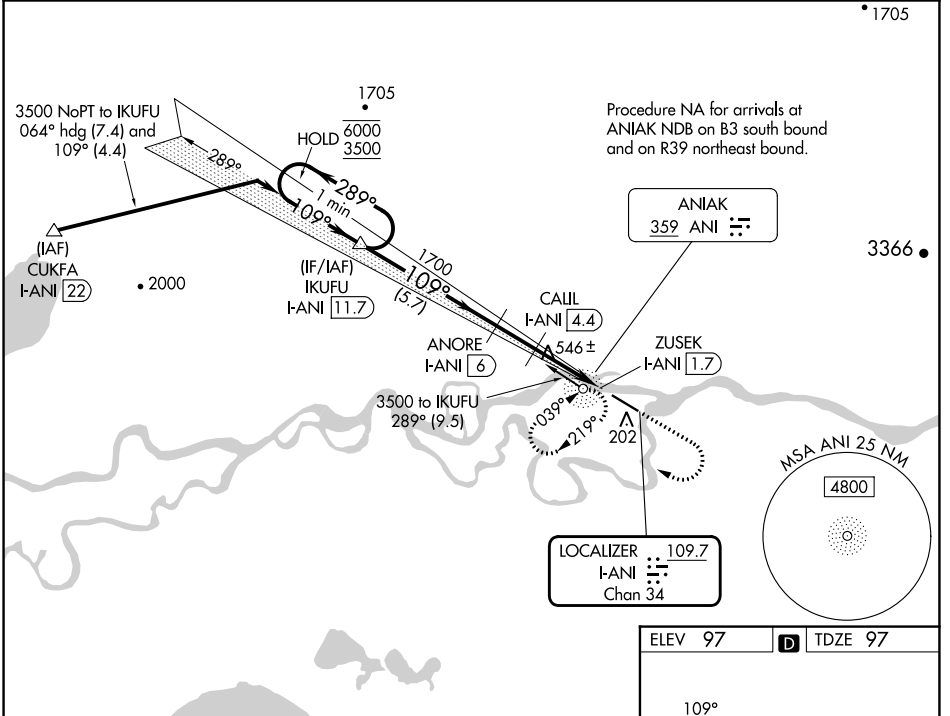 1705
3500 NoPT to IKUFU
064° hdg (7.4) and
109° (4.4)
1705
HOLD 6000
3500
Procedure NA for arrivals at
ANIAK NDB on B3 south bound
and on R39 northeast bound.
289°
289°
1 min
109°
ANIAK
359 ANI
3366
(IAF)
CUKFA
I-ANI 22
2000
(IF/IAF)
IKUFU
I-ANI 11.7
1700
109°
(5.7)
CALIL
I-ANI 4.4
ANORE
I-ANI 6
546 ±
ZUSEK
I-ANI 1.7
3500 to IKUFU
289° (9.5)
039°
219°
202
MSA ANI 25 NM
4800
LOCALIZER 109.7
I-ANI
Chan 34
ELEV 97 D TDZE 97
109°